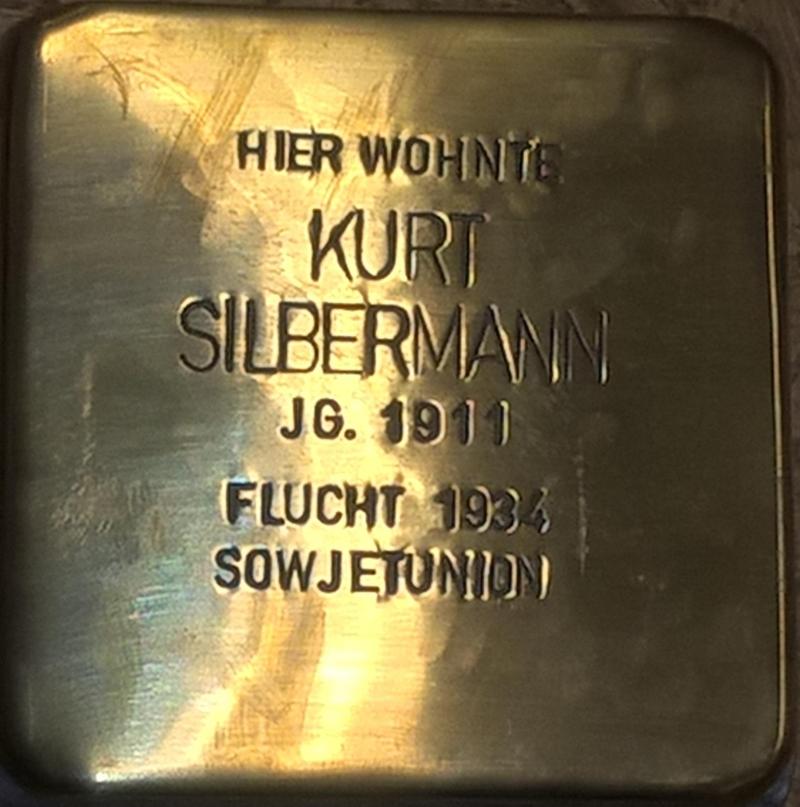 HIER WOHNTE
KURT
SILBERMANN
JG. 1911
FLUCHT 1934
SOWJETUNION